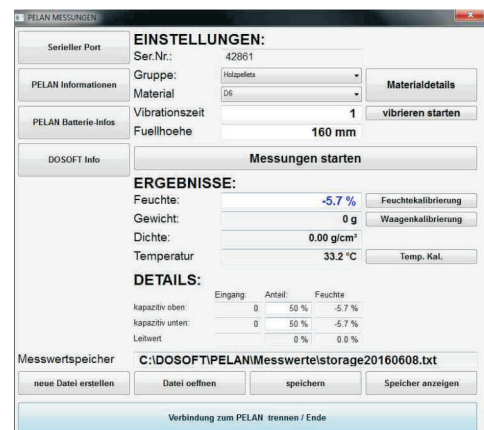 PELAN MESSUNGEN
Serieller Port
PELAN Informationen
PELAN Batterie-Infos
DOSOFT Info
EINSTELLUNGEN:
Ser.Nr.: 42861
Gruppe: Holzpellets
Material D6
Materialdetails
Vibrationszeit 1 vibrieren starten
Fuellhoehe 160 mm
Messungen starten
ERGEBNISSE:
Feuchte: -5.7 % Feuchtekalibrierung
Gewicht: 0 g Waagenkalibrierung
Dichte: 0.00 g/cm³
Temperatur 33.2 °C Temp. Kal.
DETAILS:
Eingang: Anteil: Feuchte
kapazitiv oben: 0 50 % -5.7 %
kapazitiv unten: 0 50 % -5.7 %
Leitwert 0 % 0.0 %
Messwertspeicher C:\DOSOFT\PELAN\Messwerte\storage20160608.txt
neue Datei erstellen Datei oeffnen speichern Speicher anzeigen
Verbindung zum PELAN trennen / Ende